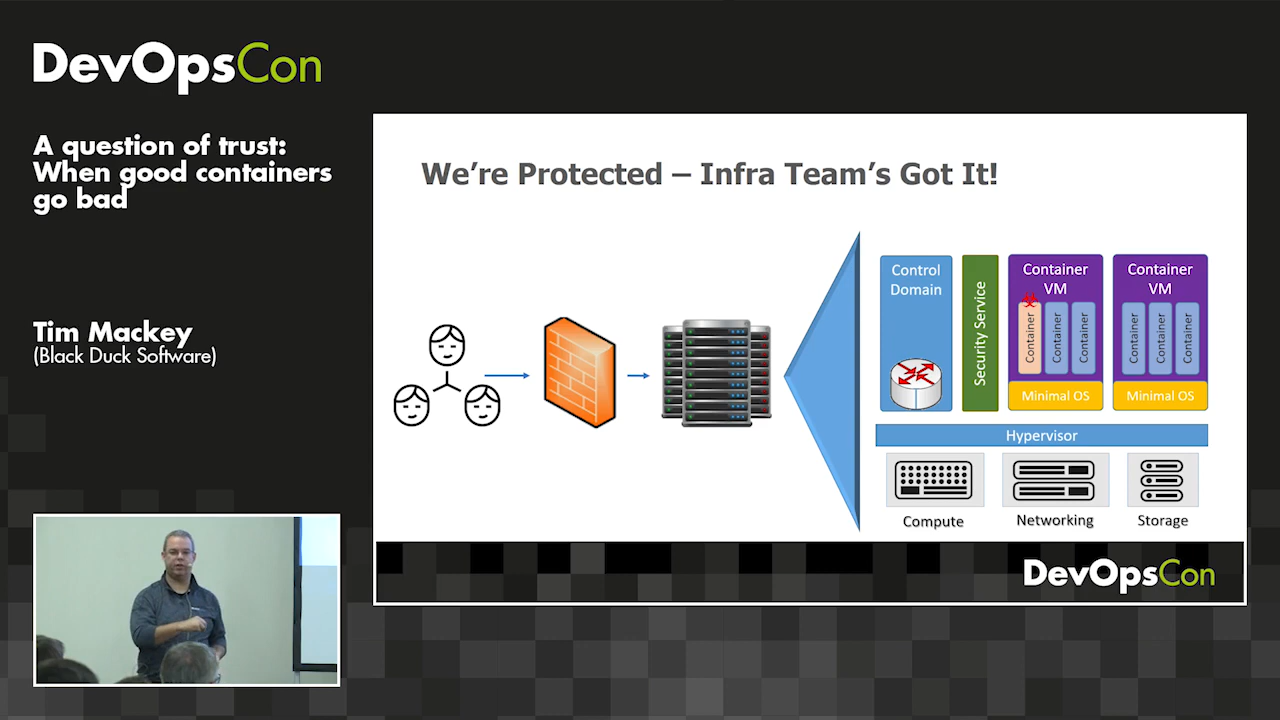 DevOpsCon
A question of trust:
When good containers
go bad
Tim Mackey
(Black Duck Software)
We're Protected – Infra Team's Got It!
Control
Domain
Security Service
Container
VM
Container
Container
Container
Minimal OS
Container
VM
Container
Container
Container
Minimal OS
Hypervisor
Compute
Networking
Storage
DevOpsCon